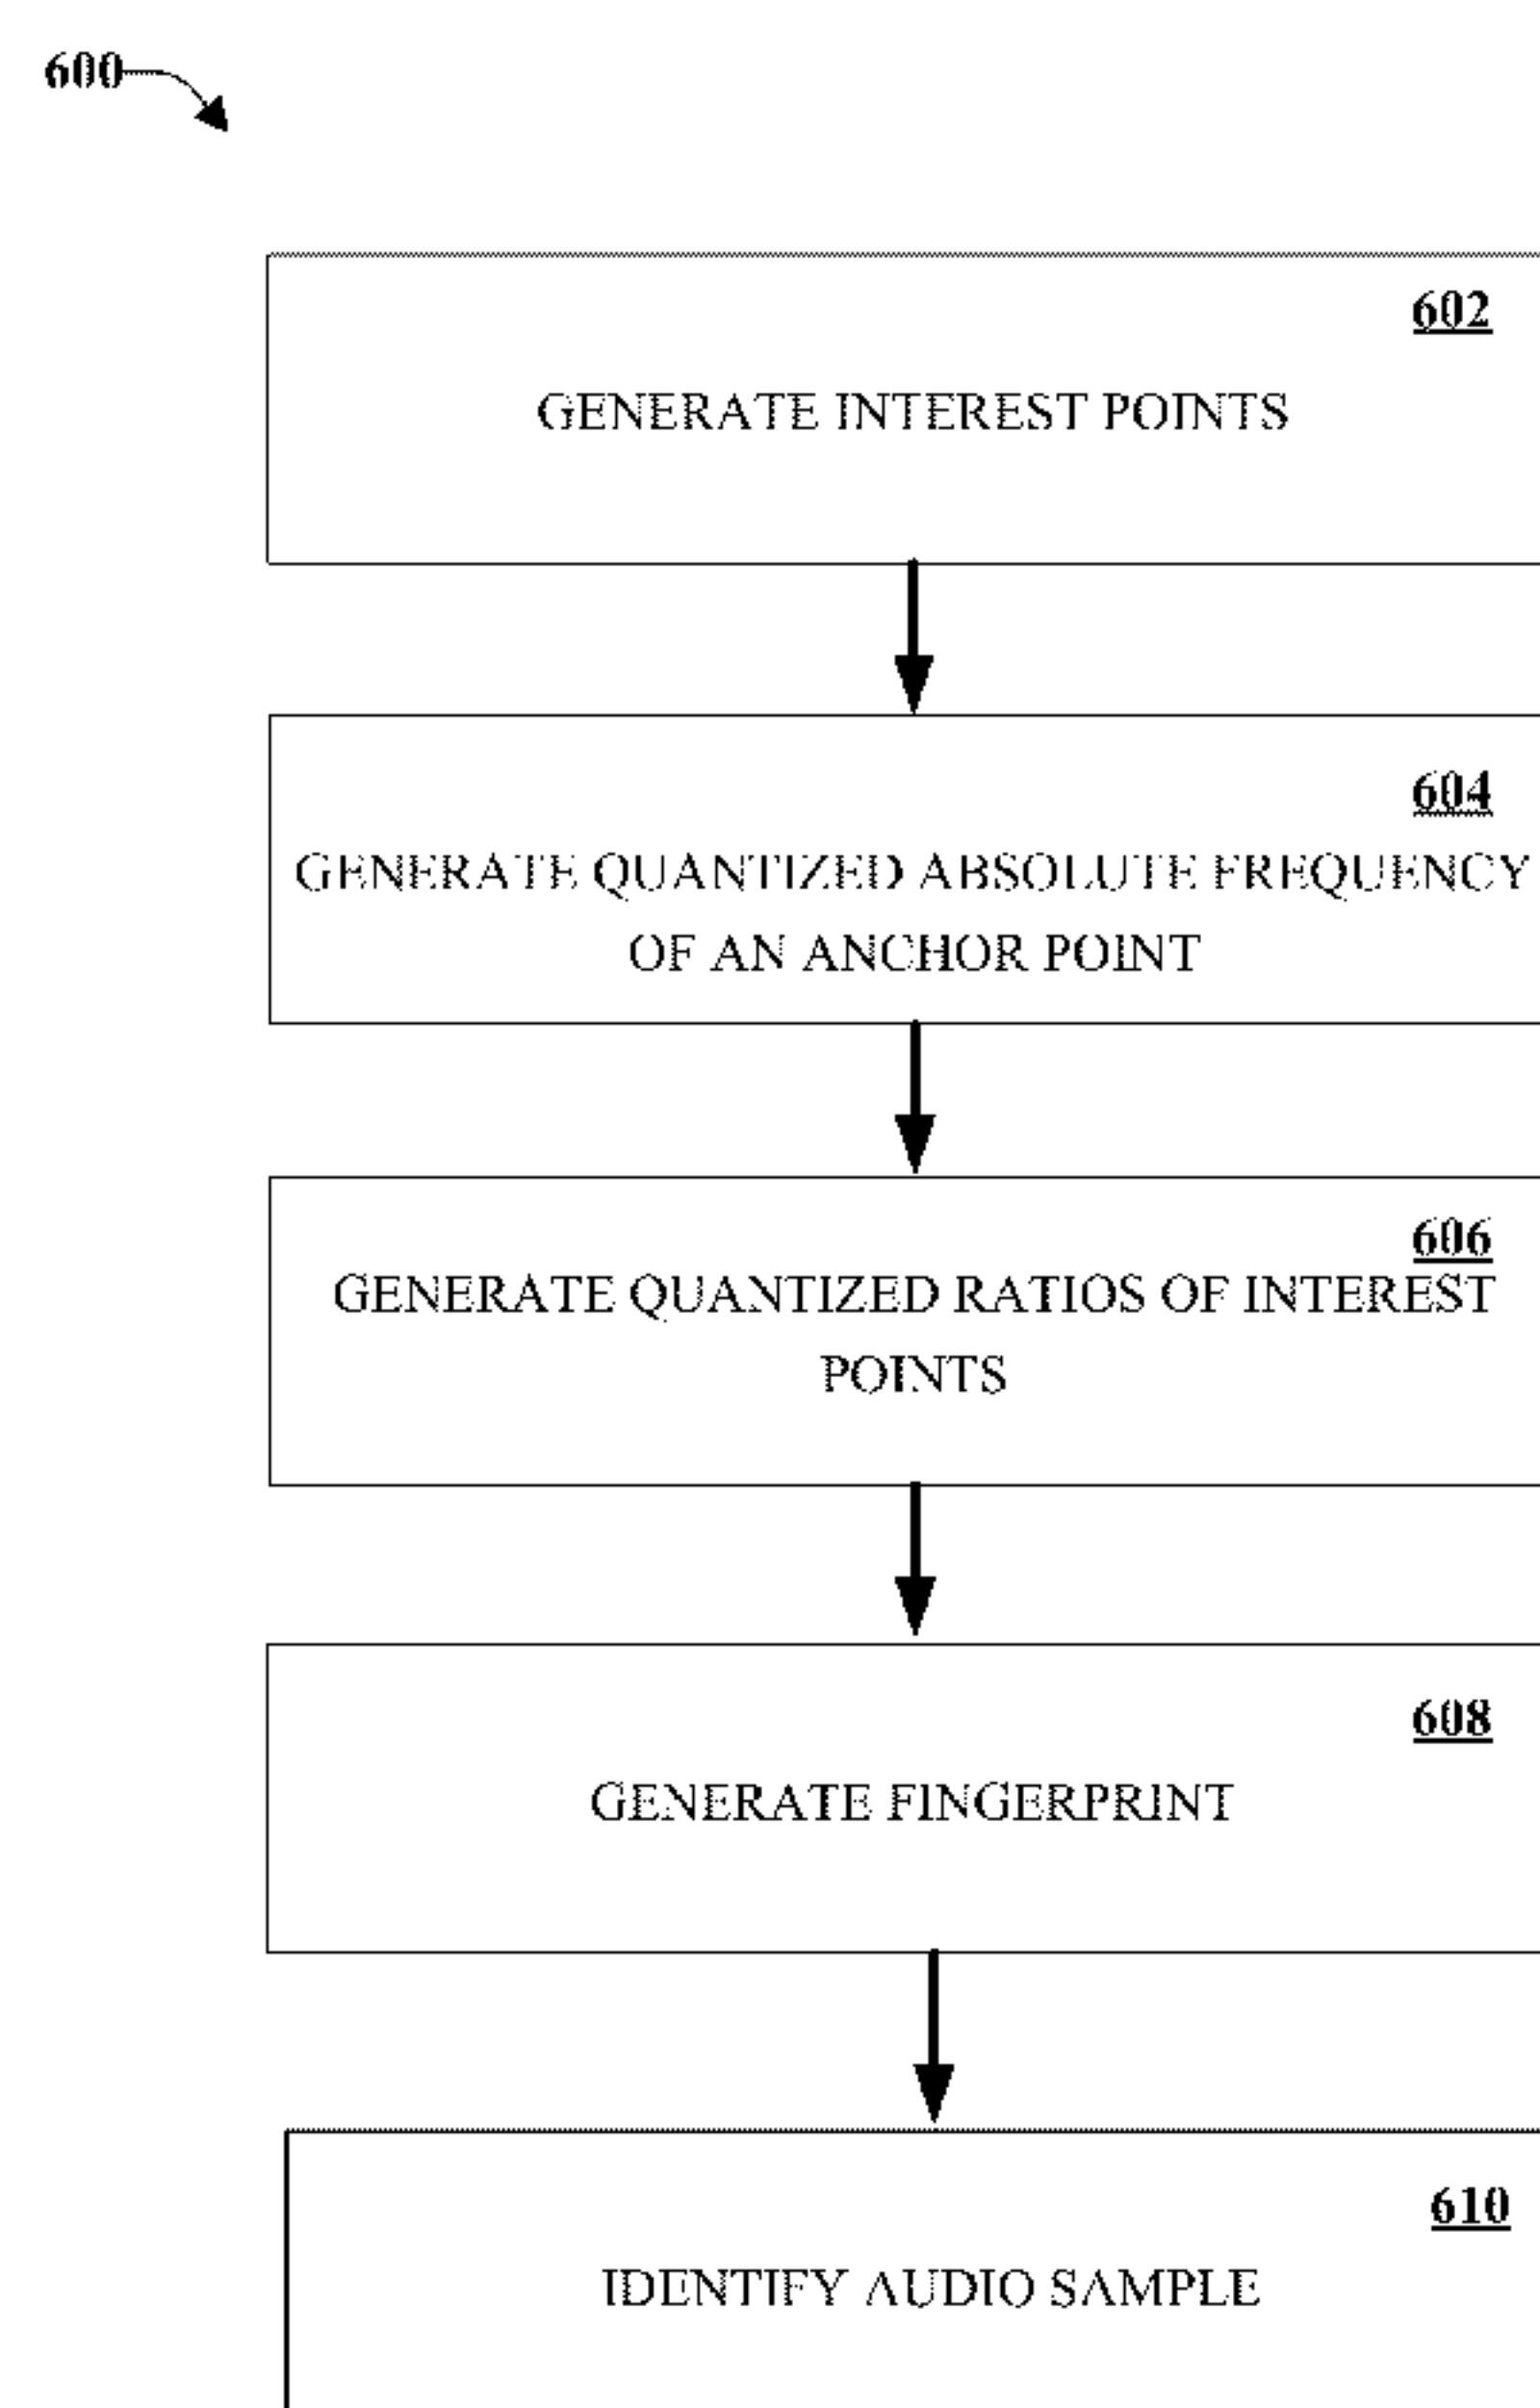 600
602
GENERATE INTEREST POINTS
604
GENERATE QUANTIZED ABSOLUTE FREQUENCY
OF AN ANCHOR POINT
606
GENERATE QUANTIZED RATIOS OF INTEREST
POINTS
608
GENERATE FINGERPRINT
610
IDENTIFY AUDIO SAMPLE